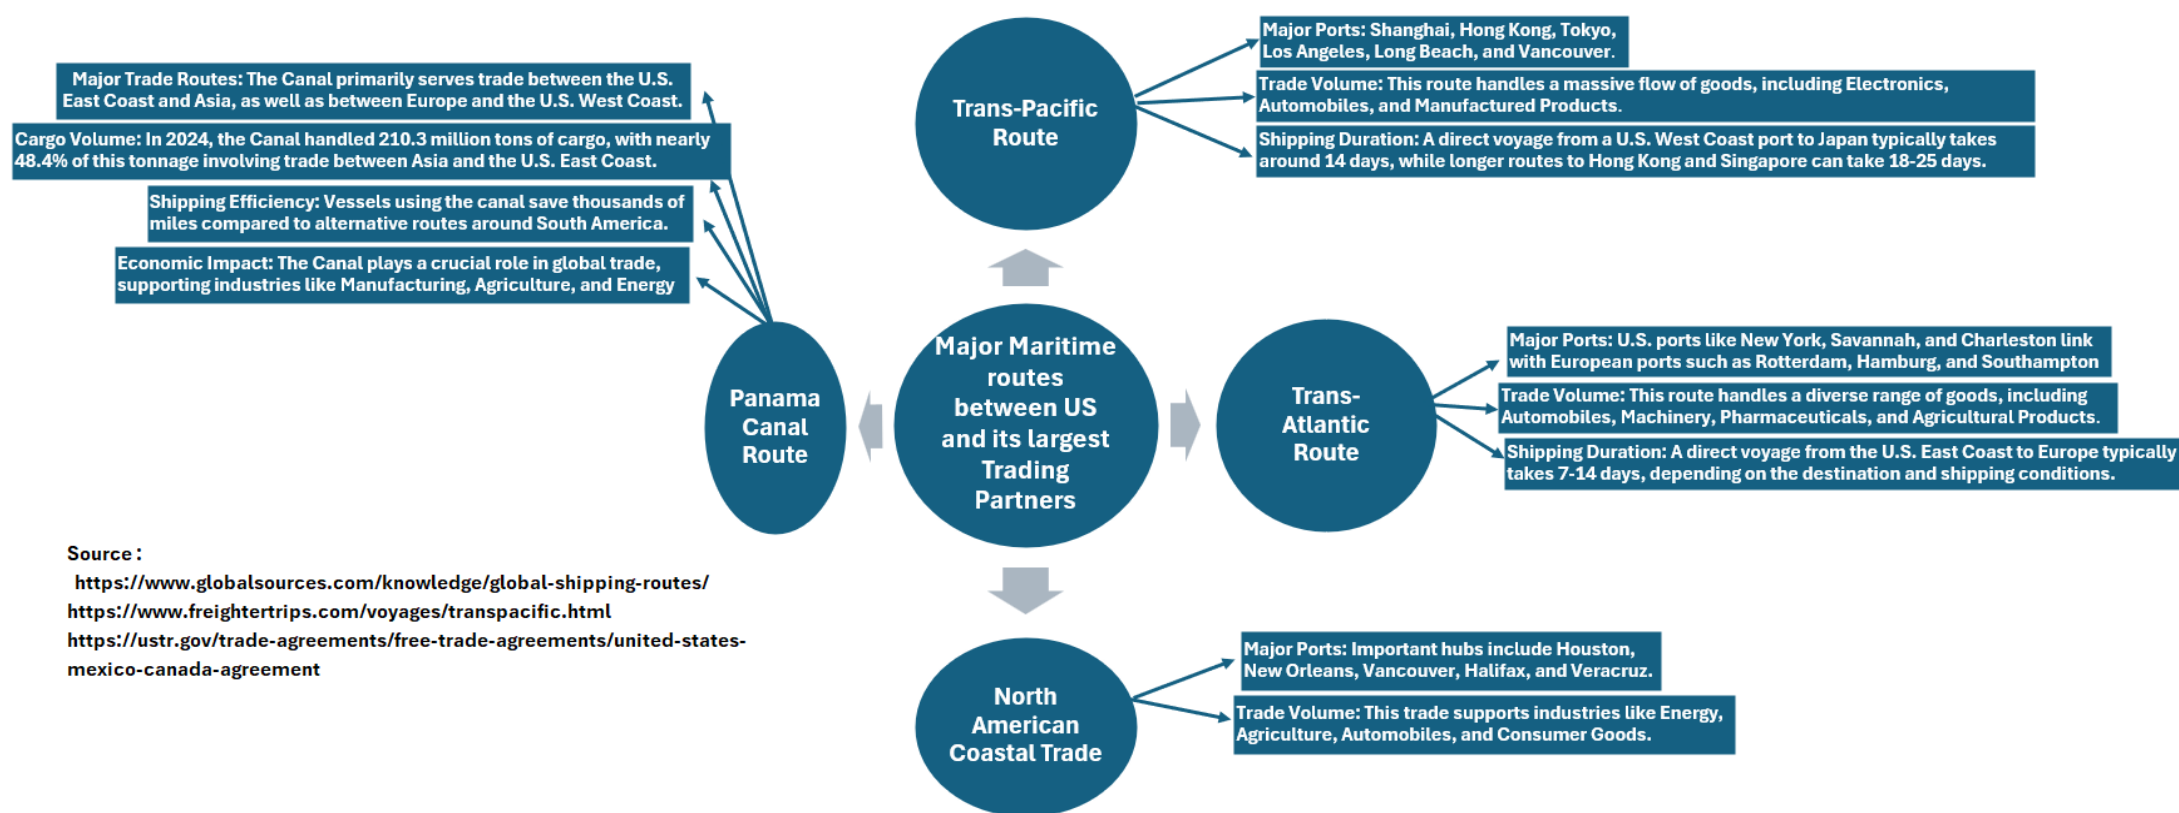 Major Ports: Shanghai, Hong Kong, Tokyo,
Los Angeles, Long Beach, and Vancouver.
Trade Volume: This route handles a massive flow of goods, including Electronics,
Automobiles, and Manufactured Products.
Shipping Duration: A direct voyage from a U.S. West Coast port to Japan typically takes
around 14 days, while longer routes to Hong Kong and Singapore can take 18-25 days.
Trans-Pacific
Route
Major Trade Routes: The Canal primarily serves trade between the U.S.
East Coast and Asia, as well as between Europe and the U.S. West Coast.
Cargo Volume: In 2024, the Canal handled 210.3 million tons of cargo, with nearly
48.4% of this tonnage involving trade between Asia and the U.S. East Coast.
Shipping Efficiency: Vessels using the canal save thousands of
miles compared to alternative routes around South America.
Economic Impact: The Canal plays a crucial role in global trade,
supporting industries like Manufacturing, Agriculture, and Energy
Panama
Canal
Route
Major Maritime
routes
between US
and its largest
Trading
Partners
Trans-
Atlantic
Route
Major Ports: U.S. ports like New York, Savannah, and Charleston link
with European ports such as Rotterdam, Hamburg, and Southampton
Trade Volume: This route handles a diverse range of goods, including
Automobiles, Machinery, Pharmaceuticals, and Agricultural Products.
Shipping Duration: A direct voyage from the U.S. East Coast to Europe typically
takes 7-14 days, depending on the destination and shipping conditions.
Source :
https://www.globalsources.com/knowledge/global-shipping-routes/
https://www.freightertrips.com/voyages/transpacific.html
https://ustr.gov/trade-agreements/free-trade-agreements/united-states-
mexico-canada-agreement
North
American
Coastal Trade
Major Ports: Important hubs include Houston,
New Orleans, Vancouver, Halifax, and Veracruz.
Trade Volume: This trade supports industries like Energy,
Agriculture, Automobiles, and Consumer Goods.